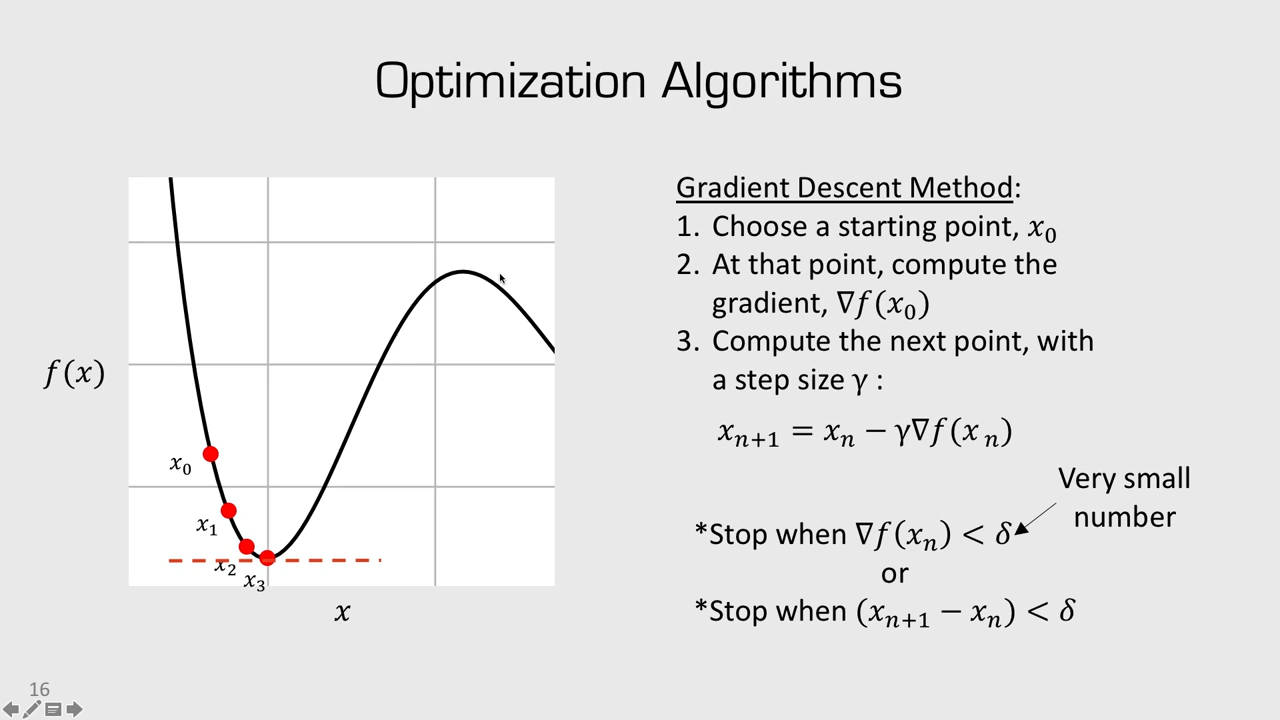 Optimization Algorithms
f(x)
x₀
x₁
x₂
x₃
x
Gradient Descent Method:
1. Choose a starting point, x₀
2. At that point, compute the
gradient, ∇f(x₀)
3. Compute the next point, with
a step size γ :
xₙ₊₁ = xₙ − γ∇f(xₙ)
Very small
number
*Stop when ∇f(xₙ) < δ
or
*Stop when (xₙ₊₁ − xₙ) < δ
16